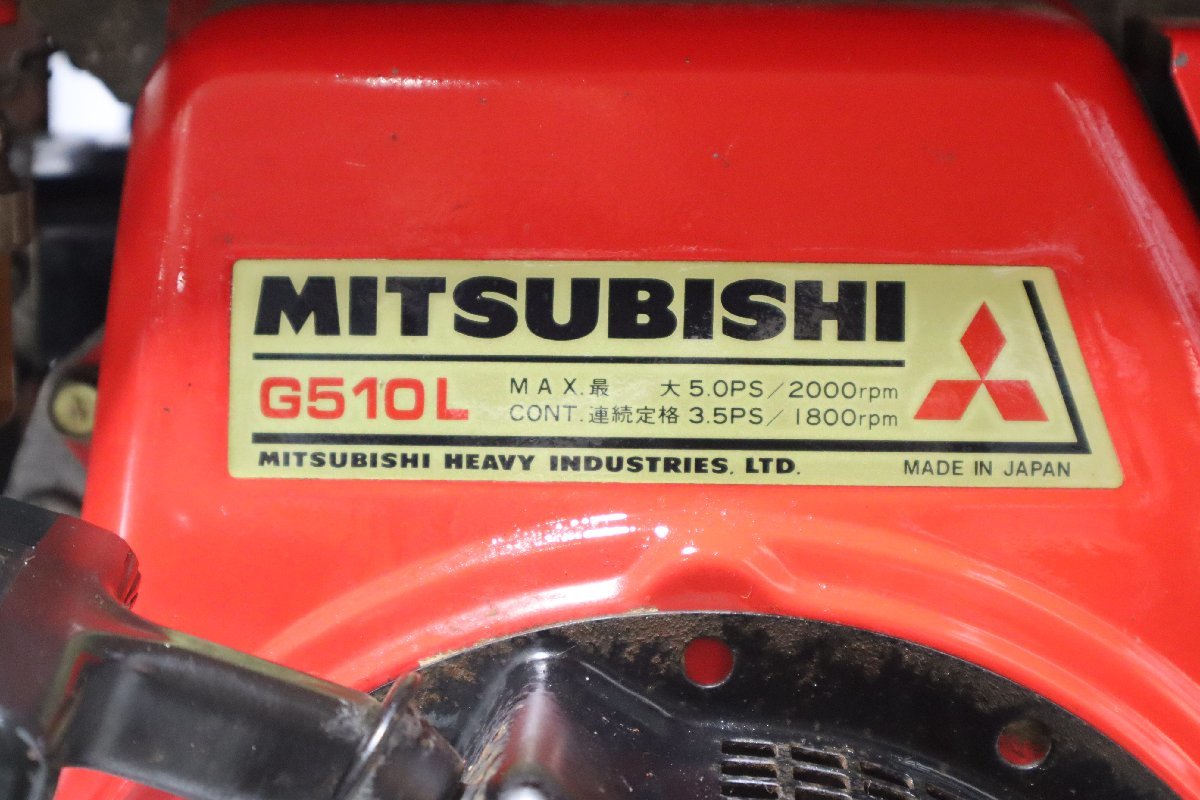 MITSUBISHI
G510L
MAX.最 大 5.0PS/2000rpm
CONT.連続定格 3.5PS/1800rpm
MITSUBISHI HEAVY INDUSTRIES, LTD.
MADE IN JAPAN